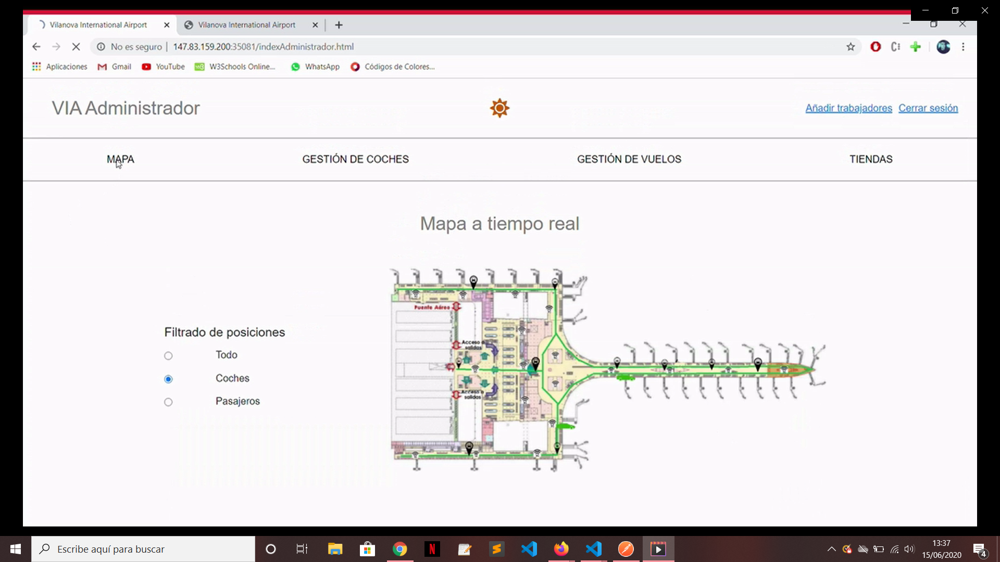 Vilanova International Airport
Vilanova International Airport
No es seguro | 147.83.159.200:35081/indexAdministrador.html
Aplicaciones Gmail YouTube W3Schools Online... WhatsApp Códigos de Colores...
VIA Administrador
Añadir trabajadores Cerrar sesión
MAPA GESTIÓN DE COCHES GESTIÓN DE VUELOS TIENDAS
Mapa a tiempo real
Puente Aéreo
Filtrado de posiciones
Todo
Coches
Pasajeros
Acceso a
salidas
Acceso a
salidas
Escribe aquí para buscar
13:37
15/06/2020
4